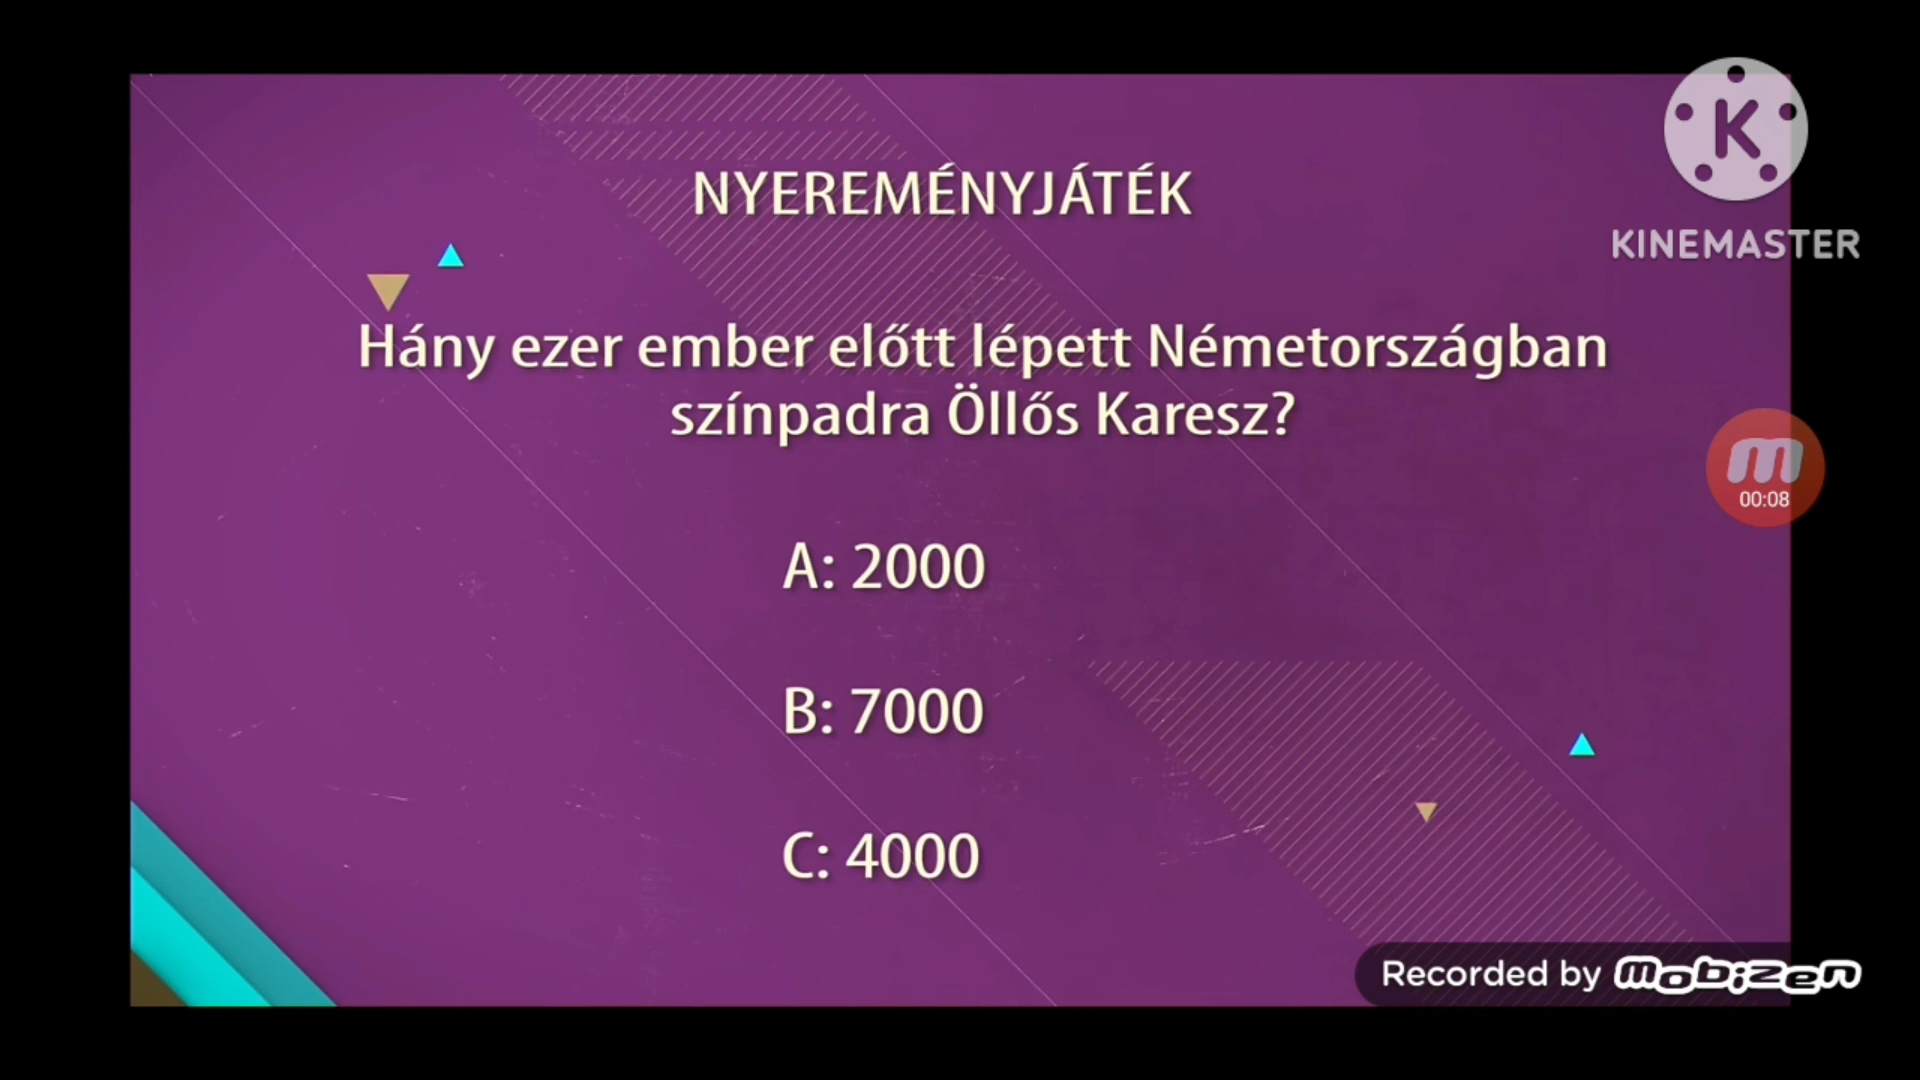 NYEREMÉNYJÁTÉK
K
KINEMASTER
Hány ezer ember előtt lépett Németországban
színpadra Öllős Karesz?
m
00:08
A: 2000
B: 7000
C: 4000
Recorded by mobizen